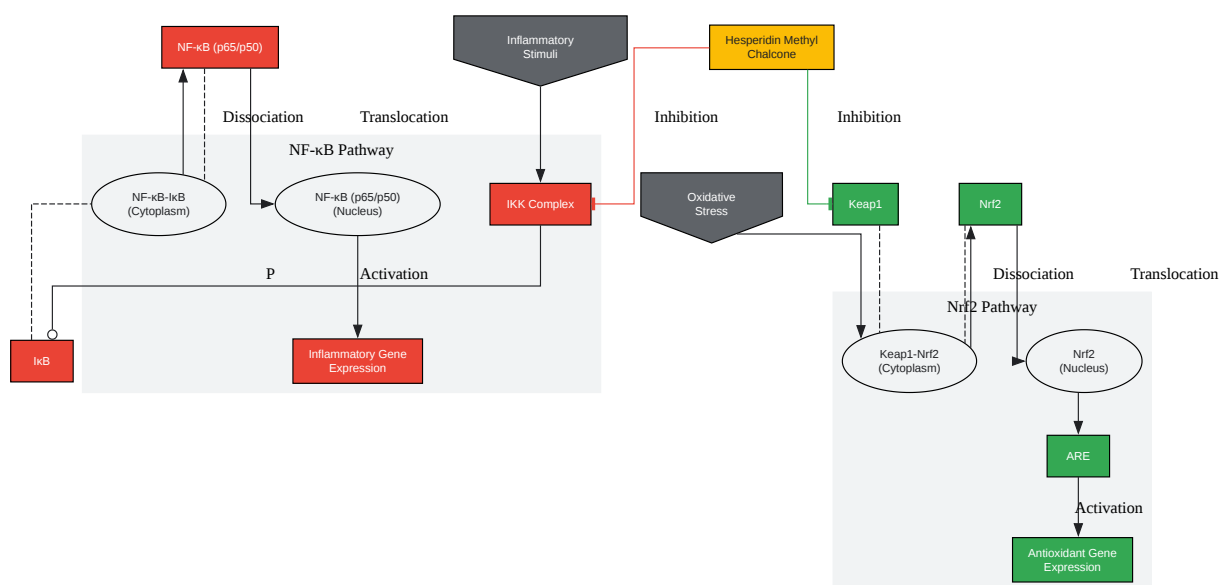 Inflammatory
Stimuli
Hesperidin Methyl
Chalcone
NF-κB (p65/p50)
Dissociation
Translocation
Inhibition
Inhibition
NF-κB Pathway
NF-κB-IκB
(Cytoplasm)
NF-κB (p65/p50)
(Nucleus)
IKK Complex
Oxidative
Stress
Keap1
Nrf2
P
Activation
Dissociation
Translocation
Nrf2 Pathway
IκB
Inflammatory Gene
Expression
Keap1-Nrf2
(Cytoplasm)
Nrf2
(Nucleus)
ARE
Activation
Antioxidant Gene
Expression